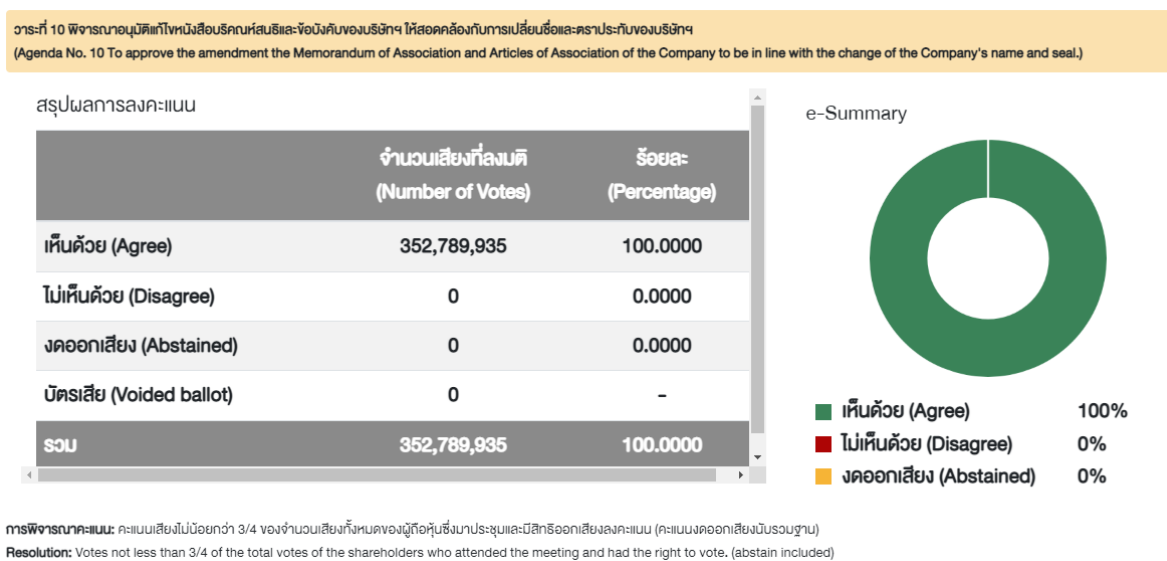 วาระที่ 10 พิจารณาอนุมัติแก้ไขหนังสือบริคณห์สนธิและข้อบังคับของบริษัทฯ ให้สอดคล้องกับการเปลี่ยนชื่อและตราประทับของบริษัทฯ
(Agenda No. 10 To approve the amendment the Memorandum of Association and Articles of Association of the Company to be in line with the change of the Company's name and seal.)
สรุปผลการลงคะแนน
จำนวนเสียงที่ลงมติ ร้อยละ
(Number of Votes) (Percentage)
เห็นด้วย (Agree) 352,789,935 100.0000
ไม่เห็นด้วย (Disagree) 0 0.0000
งดออกเสียง (Abstained) 0 0.0000
บัตรเสีย (Voided ballot) 0 -
รวม 352,789,935 100.0000
e-Summary
เห็นด้วย (Agree) 100%
ไม่เห็นด้วย (Disagree) 0%
งดออกเสียง (Abstained) 0%
การพิจารณาคะแนน: คะแนนเสียงไม่น้อยกว่า 3/4 ของจำนวนเสียงทั้งหมดของผู้ถือหุ้นซึ่งมาประชุมและมีสิทธิออกเสียงลงคะแนน (คะแนนงดออกเสียงนับรวมฐาน)
Resolution: Votes not less than 3/4 of the total votes of the shareholders who attended the meeting and had the right to vote. (abstain included)